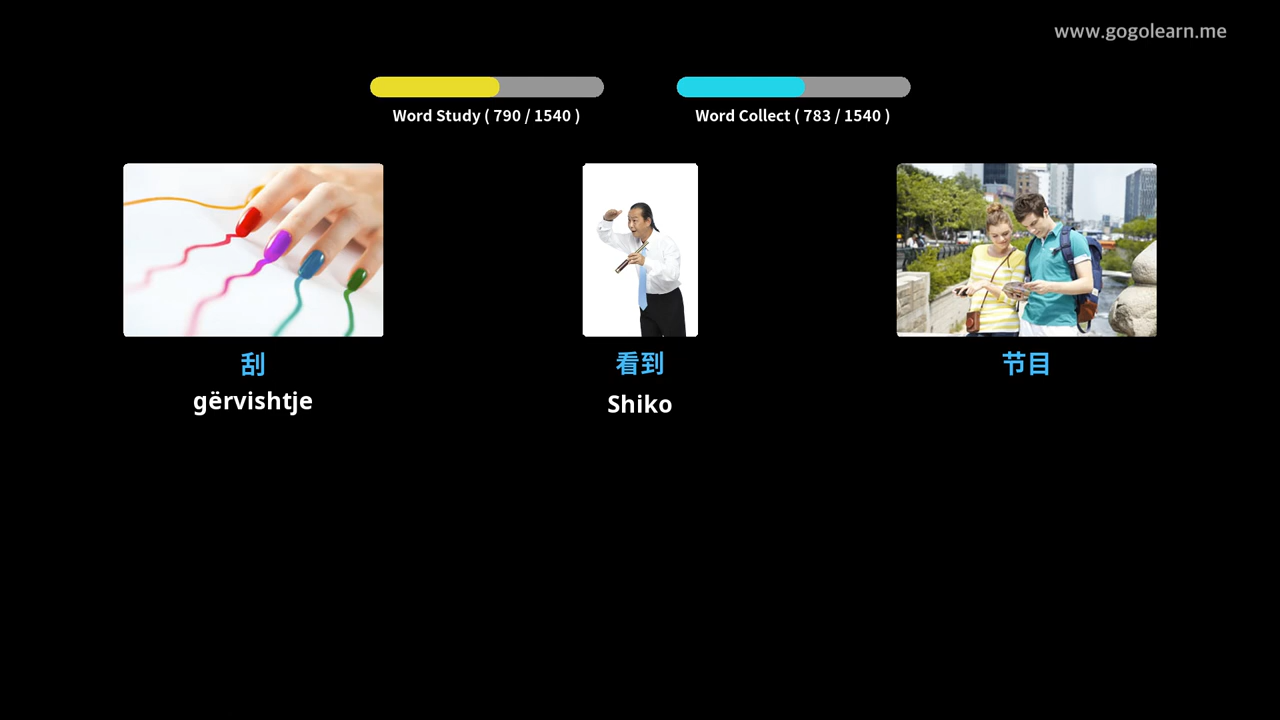 www.gogolearn.me
Word Study ( 790 / 1540 )
Word Collect ( 783 / 1540 )
刮
gërvishtje
看到
Shiko
节目